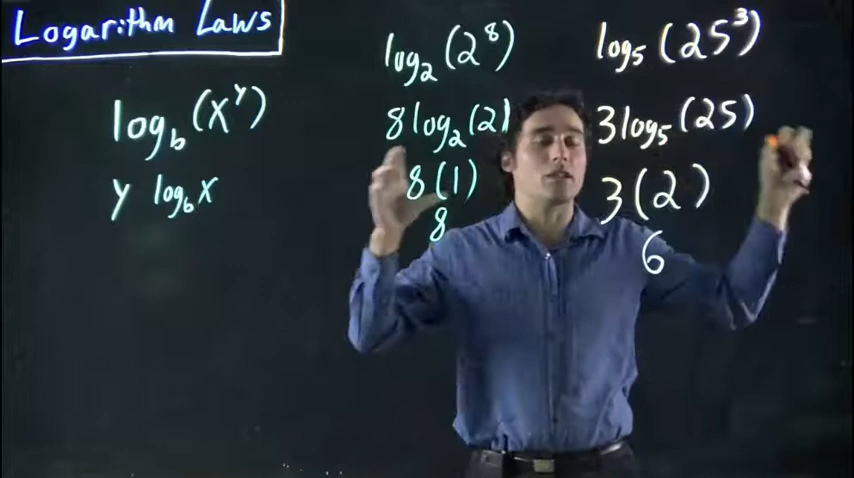 Logarithm Laws
log_b (x^y)
y log_b x
log_2 (2^8)
8 log_2 (2)
8 (1)
8
log_5 (25^3)
3 log_5 (25)
3 (2)
6